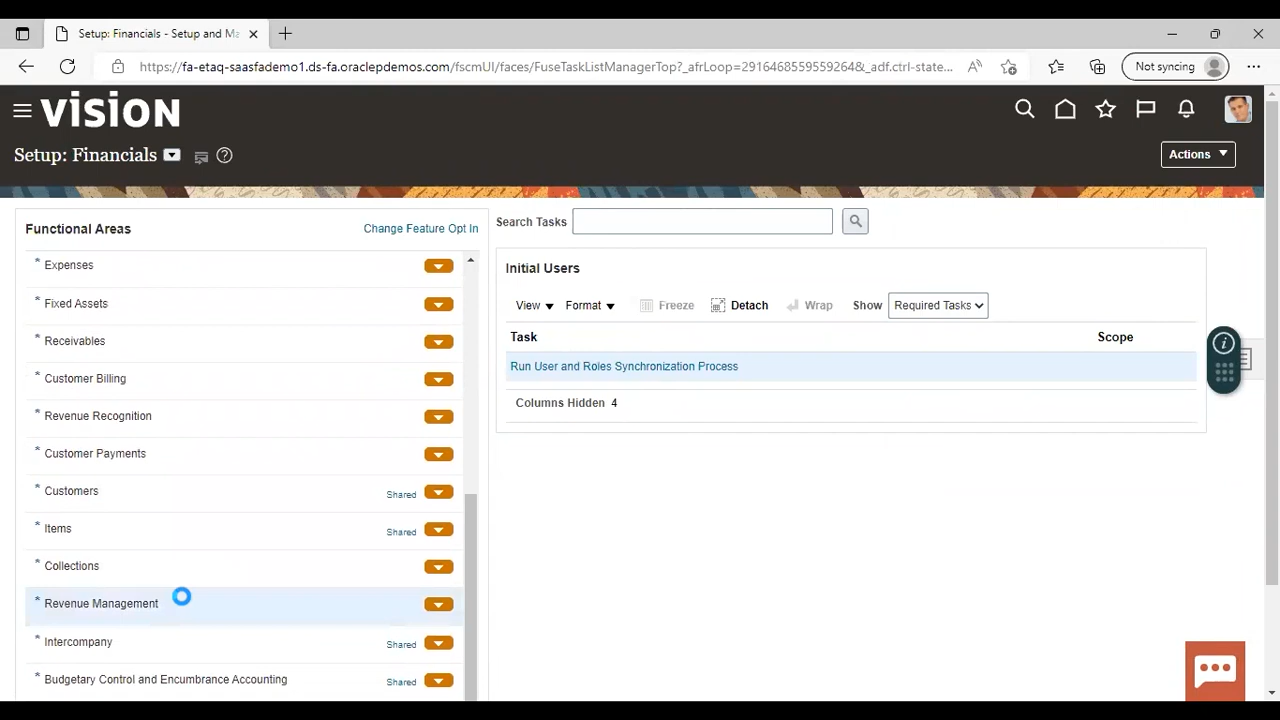 Setup: Financials - Setup and Ma
https://fa-etaq-saasfademo1.ds-fa.oraclepdemos.com/fscmUI/faces/FuseTaskListManagerTop?_afrLoop=29164685559559264&_adf.ctrl-state...
Not syncing
VISION
Setup: Financials
Actions
Functional Areas
Change Feature Opt In
* Expenses
* Fixed Assets
* Receivables
* Customer Billing
* Revenue Recognition
* Customer Payments
* Customers Shared
* Items Shared
* Collections
* Revenue Management
* Intercompany Shared
* Budgetary Control and Encumbrance Accounting Shared
Search Tasks
Initial Users
View Format Freeze Detach Wrap Show Required Tasks
Task Scope
Run User and Roles Synchronization Process
Columns Hidden 4